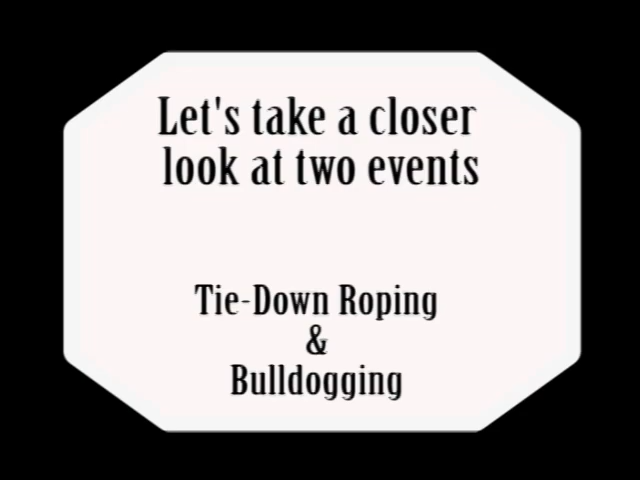 Let's take a closer
look at two events
Tie-Down Roping
&
Bulldogging